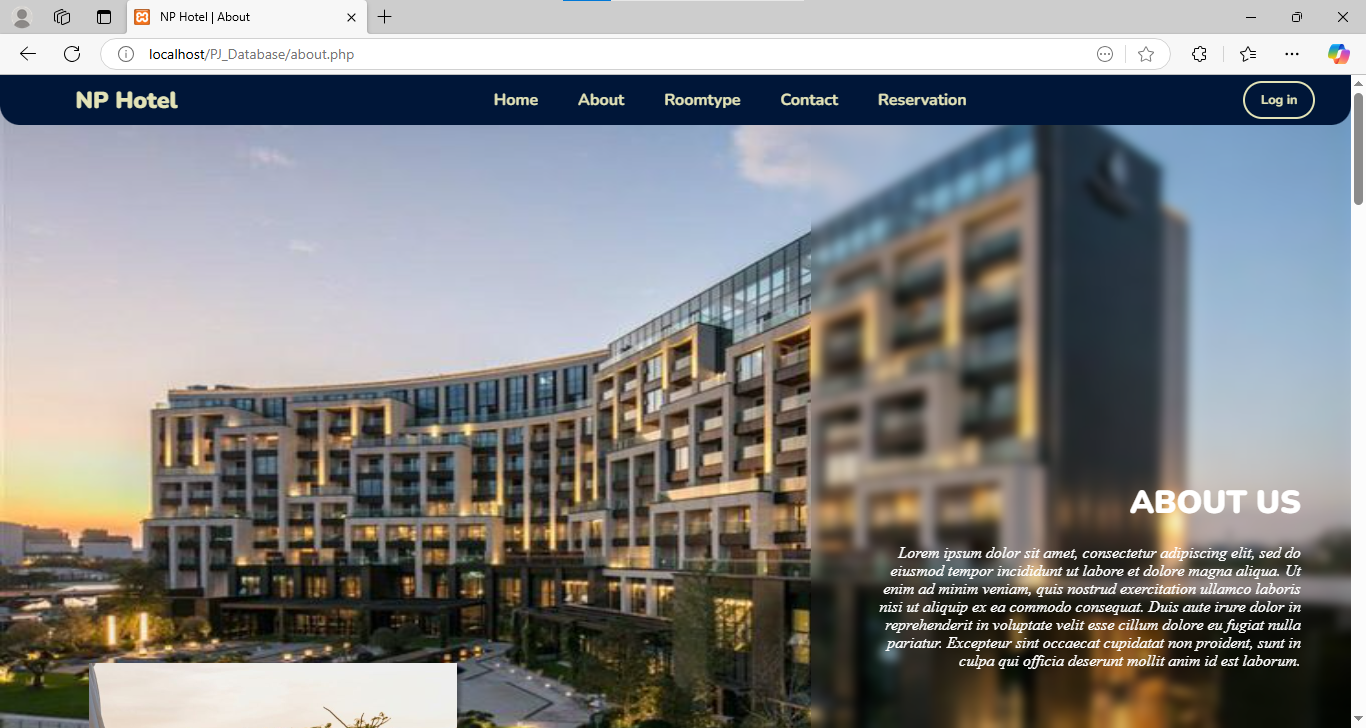 NP Hotel | About
localhost/PJ_Database/about.php
NP Hotel
Home
About
Roomtype
Contact
Reservation
Log in
ABOUT US
Lorem ipsum dolor sit amet, consectetur adipiscing elit, sed do
eiusmod tempor incididunt ut labore et dolore magna aliqua. Ut
enim ad minim veniam, quis nostrud exercitation ullamco laboris
nisi ut aliquip ex ea commodo consequat. Duis aute irure dolor in
reprehenderit in voluptate velit esse cillum dolore eu fugiat nulla
pariatur. Excepteur sint occaecat cupidatat non proident, sunt in
culpa qui officia deserunt mollit anim id est laborum.